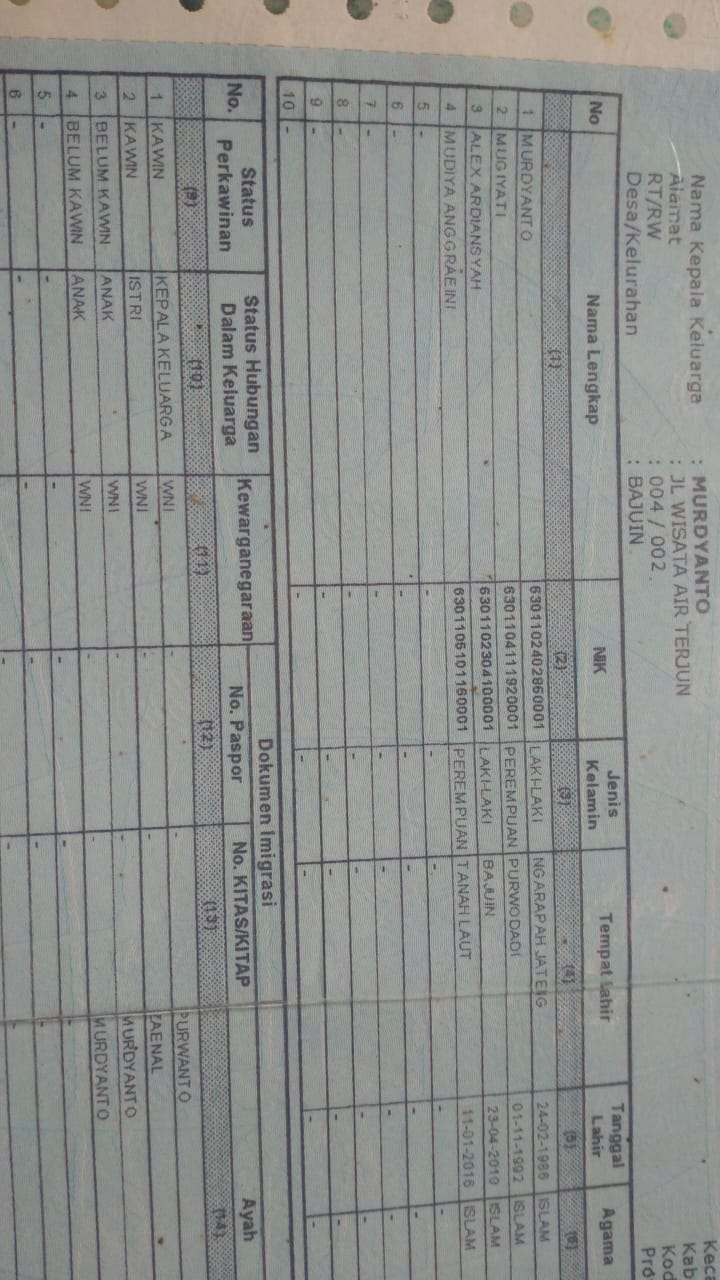 Nama Kepala Keluarga : MURDYANTO
Alamat : JL WISATA AIR TERJUN
RT/RW : 004 / 002
Desa/Kelurahan : BAJUIN
Kec
Kab
Kod
Pro
No Nama Lengkap NIK Jenis Kelamin Tempat Lahir Tanggal Lahir Agama
(1) (2) (3) (4) (5) (6)
1 MURDYANTO 6301102402860001 LAKI-LAKI NGARAPAH JATENG 24-02-1986 ISLAM
2 MUGIYATI 6301104111920001 PEREMPUAN PURWODADI 01-11-1992 ISLAM
3 ALEX ARDIANSYAH 6301102304100001 LAKI-LAKI BAJUIN 23-04-2010 ISLAM
4 MUDIYA ANGGRAEINI 6301105101160001 PEREMPUAN TANAH LAUT 11-01-2016 ISLAM
5 - - - - - -
6 - - - - - -
7 - - - - - -
8 - - - - - -
9 - - - - - -
10 - - - - - -
Dokumen Imigrasi
No. Status Perkawinan Status Hubungan Dalam Keluarga Kewarganegaraan No. Paspor No. KITAS/KITAP Ayah
(9) (10) (11) (12) (13) (14)
1 KAWIN KEPALA KELUARGA WNI - - PURWANTO
2 KAWIN ISTRI WNI - - ZAENAL
3 BELUM KAWIN ANAK WNI - - MURDYANTO
4 BELUM KAWIN ANAK WNI - - MURDYANTO
5 - - - - - -
6 - - - - - -